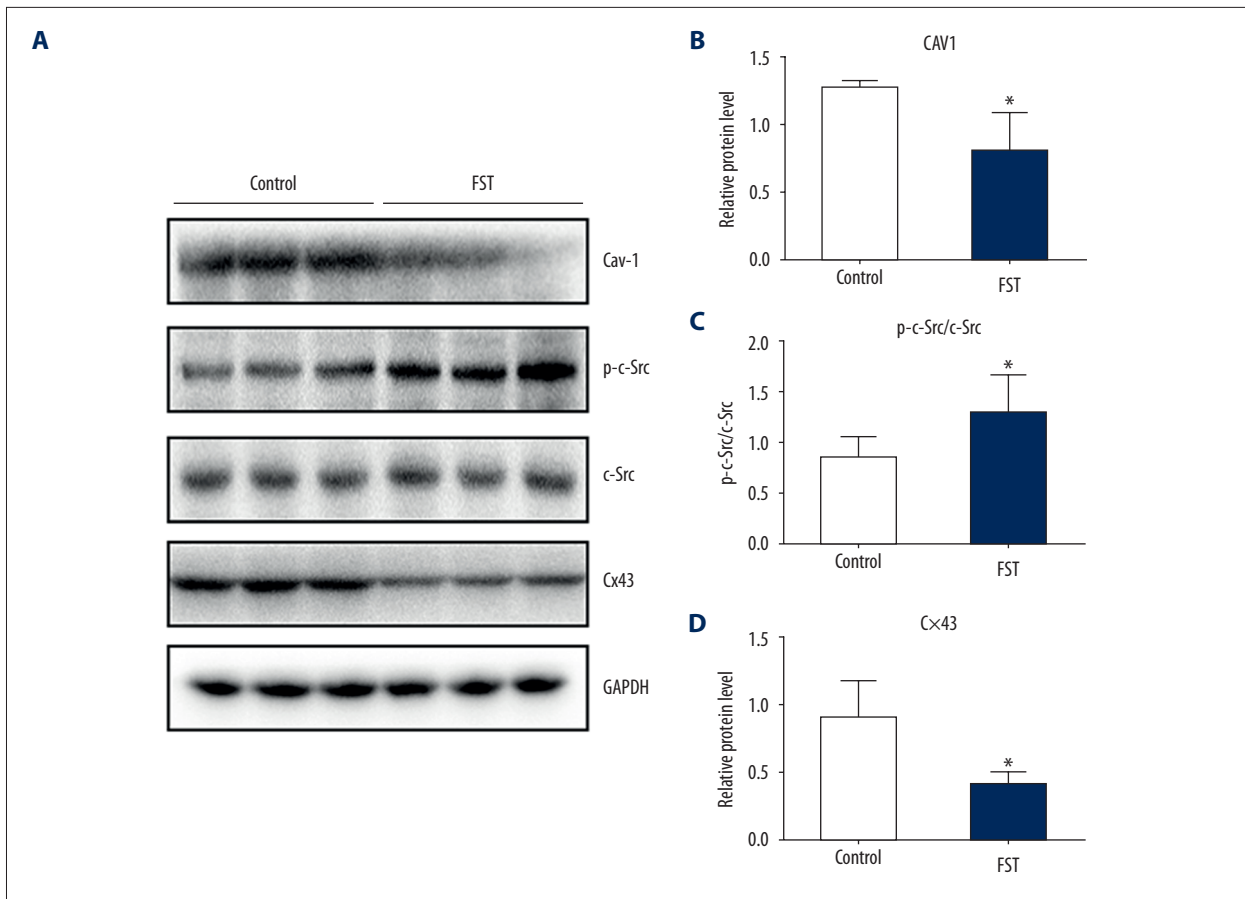 A
Control FST
Cav-1
p-c-Src
c-Src
Cx43
GAPDH
B
CAV1
Relative protein level
1.5
1.0
0.5
0.0
*
Control
FST
C
p-c-Src/c-Src
p-c-Src/c-Src
2.0
1.5
1.0
0.5
0.0
*
Control
FST
D
C×43
Relative protein level
1.5
1.0
0.5
0.0
*
Control
FST